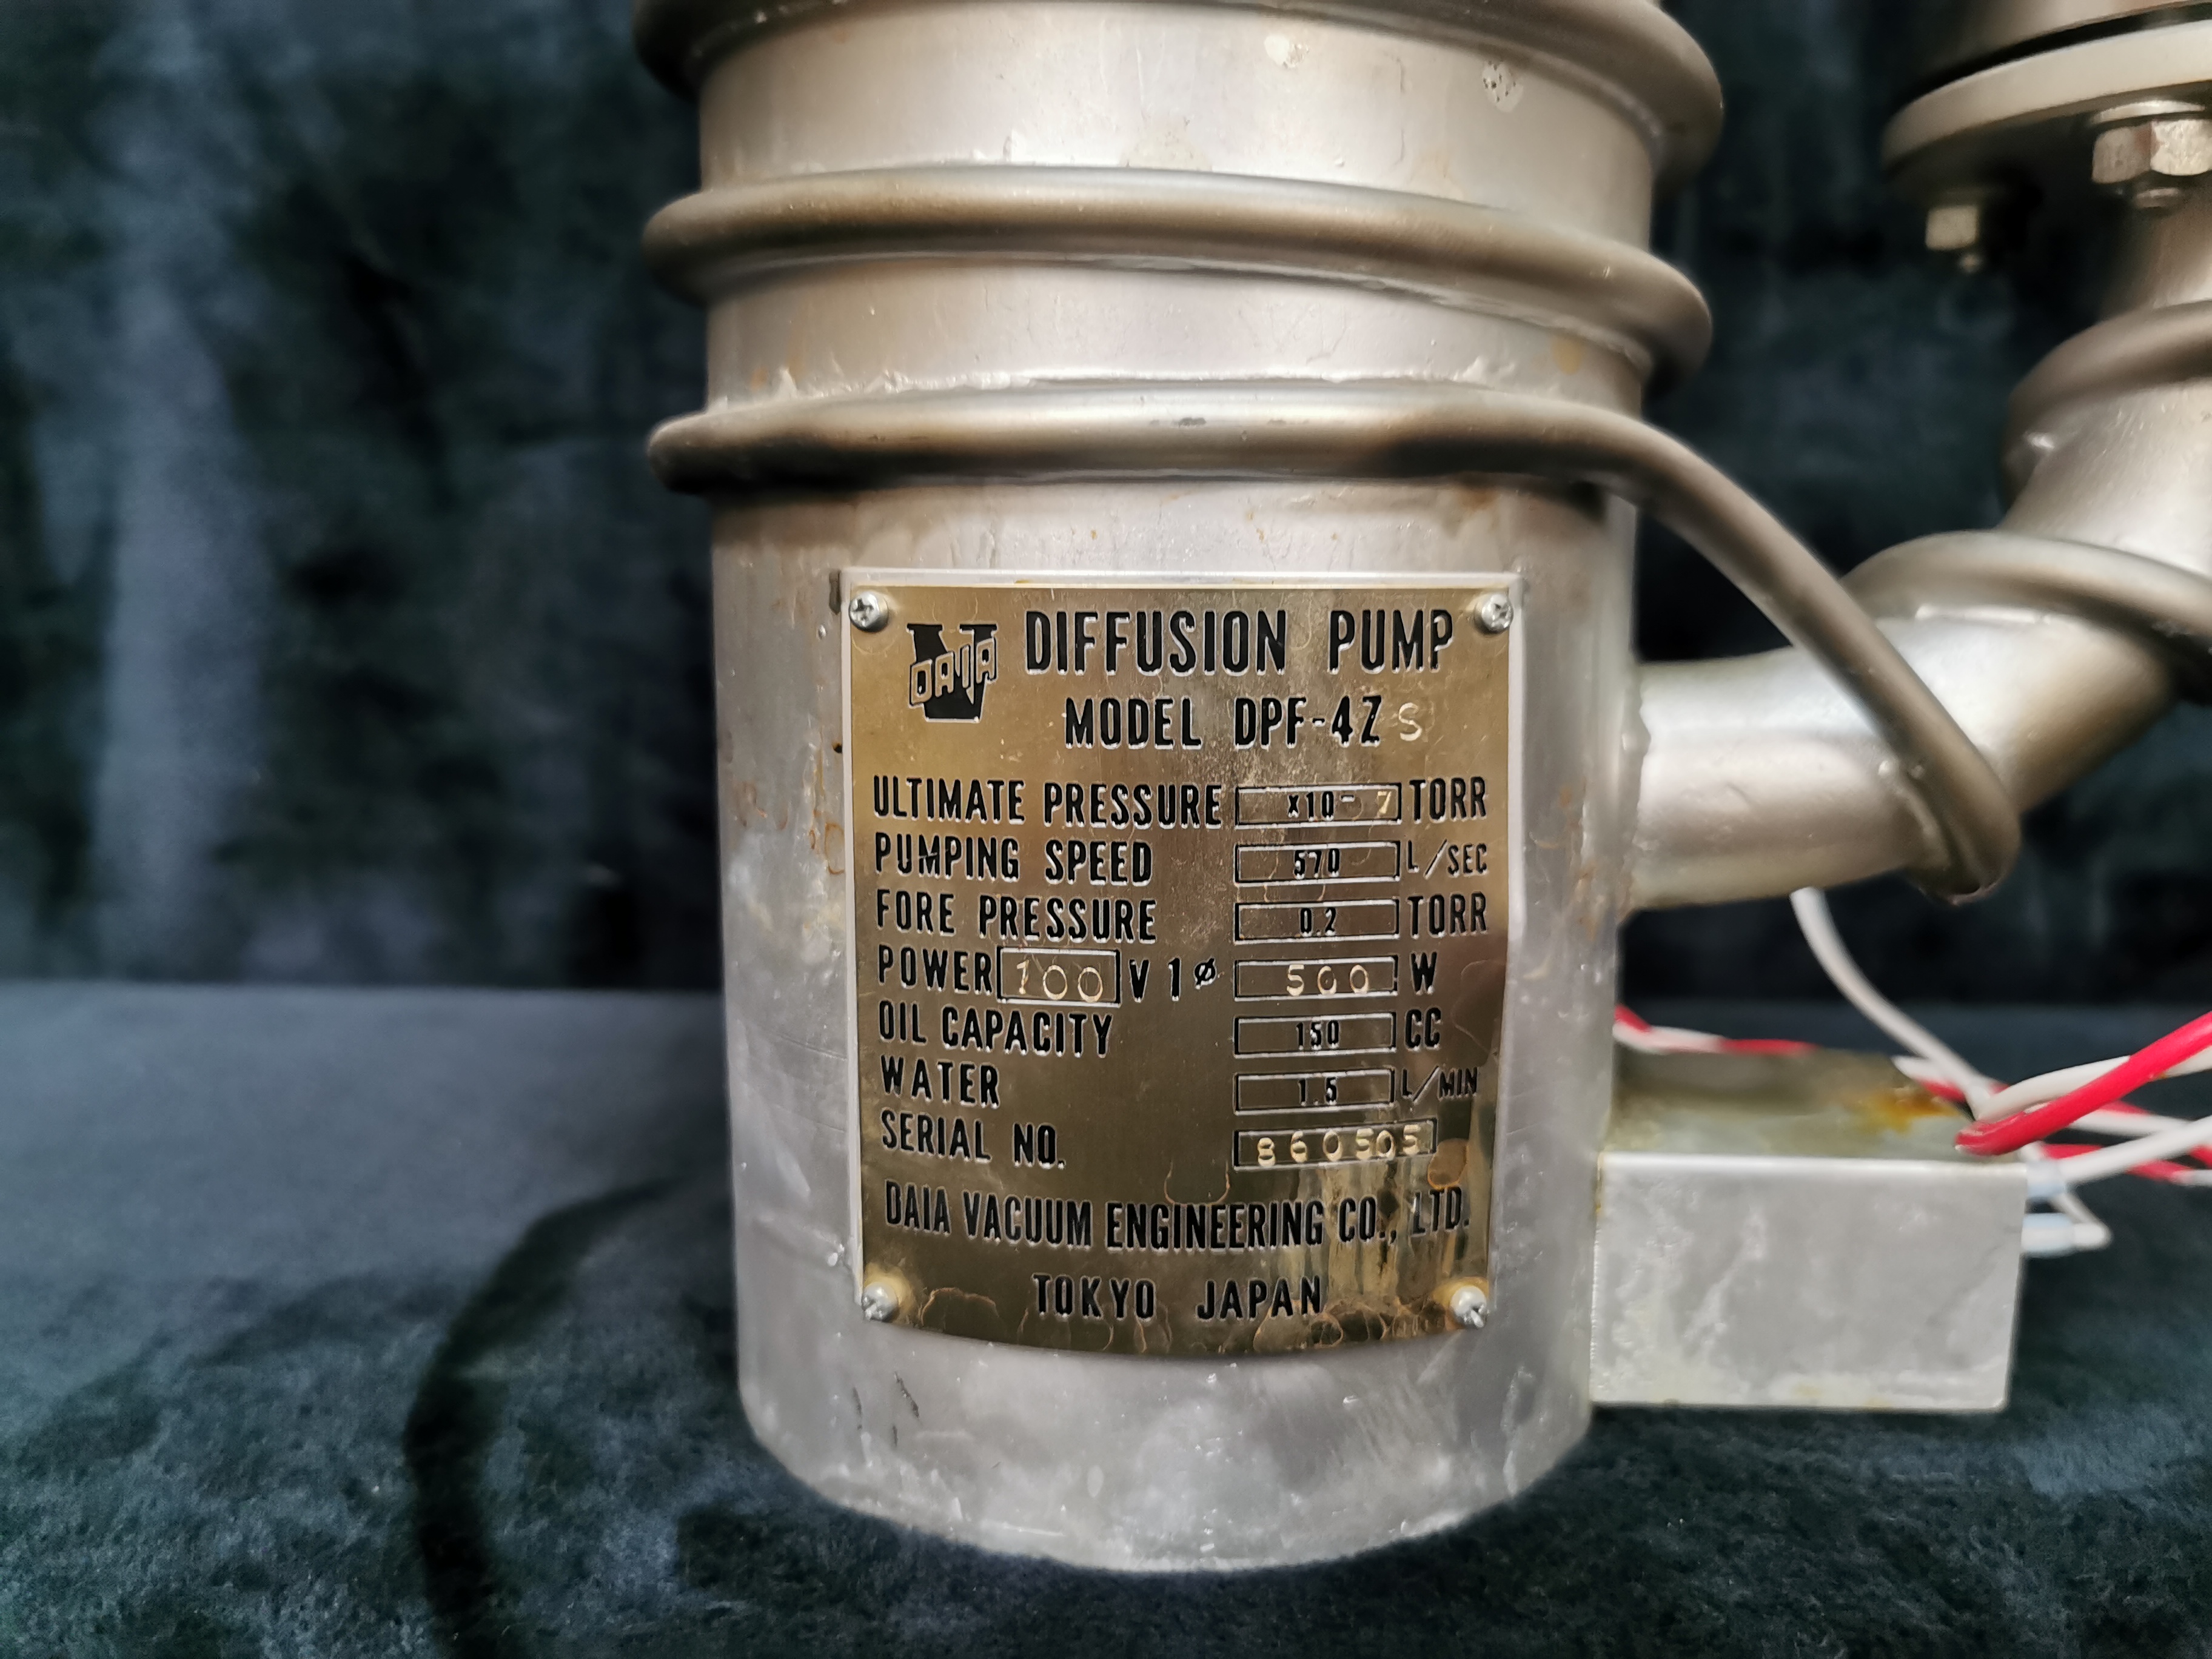 DAIA
DIFFUSION PUMP
MODEL DPF-4Z S
ULTIMATE PRESSURE ×10⁻ 7 TORR
PUMPING SPEED 570 L/SEC
FORE PRESSURE 0.2 TORR
POWER 100 V 1ø 500 W
OIL CAPACITY 150 CC
WATER 1.5 L/MIN
SERIAL NO. 860505
DAIA VACUUM ENGINEERING CO., LTD.
TOKYO JAPAN